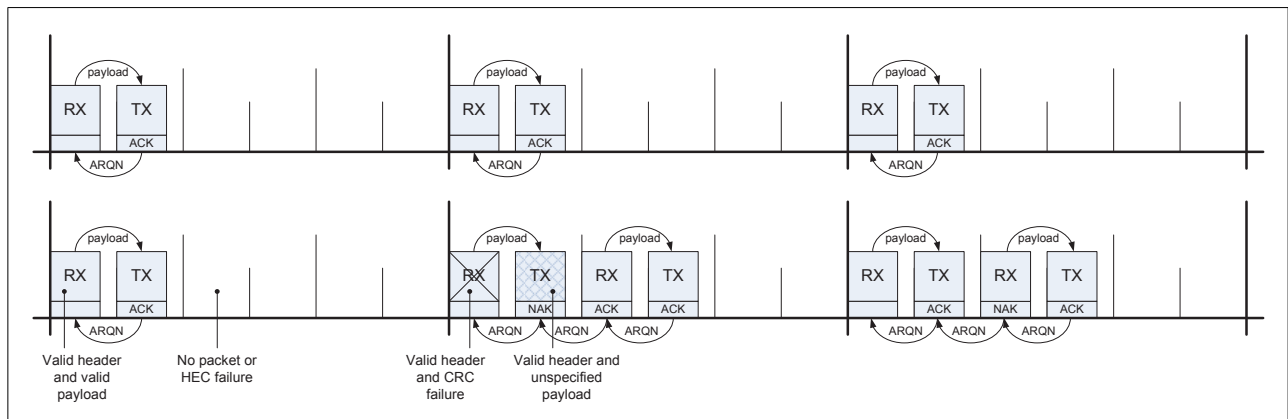 payload payload payload
RX TX RX TX RX TX
ACK ACK ACK
ARQN ARQN ARQN
payload payload payload payload payload
RX TX RX TX RX TX RX TX RX TX
ACK NAK ACK ACK ACK NAK ACK
ARQN ARQN ARQN ARQN ARQN ARQN ARQN
Valid header No packet or Valid header Valid header and
and valid HEC failure and CRC unspecified
payload failure payload